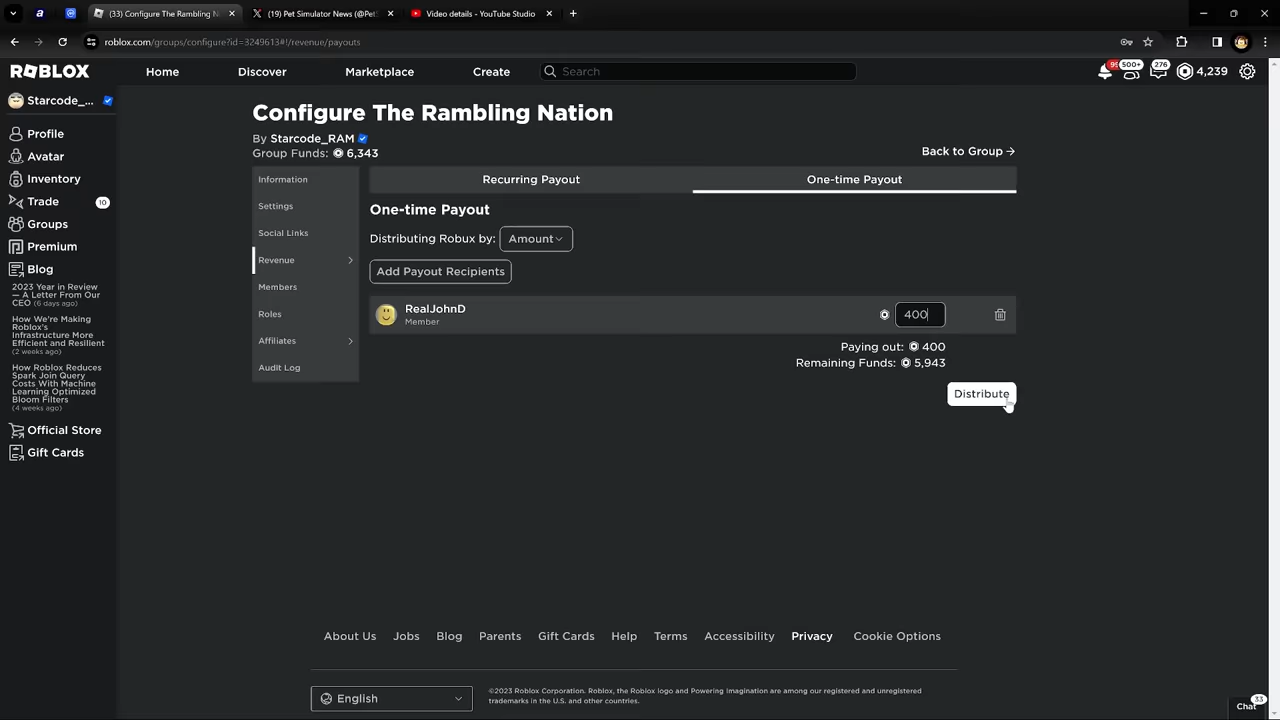 (33) Configure The Rambling N
(19) Pet Simulator News (@Pet
Video details - YouTube Studio
roblox.com/groups/configure?id=3249613#!/revenue/payouts
ROBLOX
Home
Discover
Marketplace
Create
Search
99
500+
276
4,239
Starcode_...
Profile
Avatar
Inventory
Trade
10
Groups
Premium
Blog
2023 Year in Review
— A Letter From Our
CEO (6 days ago)
How We're Making
Roblox's
Infrastructure More
Efficient and Resilient
(2 weeks ago)
How Roblox Reduces
Spark Join Query
Costs With Machine
Learning Optimized
Bloom Filters
(4 weeks ago)
Official Store
Gift Cards
Configure The Rambling Nation
By Starcode_RAM
Group Funds: 6,343
Back to Group
Information
Settings
Social Links
Revenue
Members
Roles
Affiliates
Audit Log
Recurring Payout
One-time Payout
One-time Payout
Distributing Robux by: Amount
Add Payout Recipients
RealJohnD
Member
400
Paying out: 400
Remaining Funds: 5,943
Distribute
About Us
Jobs
Blog
Parents
Gift Cards
Help
Terms
Accessibility
Privacy
Cookie Options
English
©2023 Roblox Corporation. Roblox, the Roblox logo and Powering Imagination are among our registered and unregistered
trademarks in the U.S. and other countries.
Chat
33